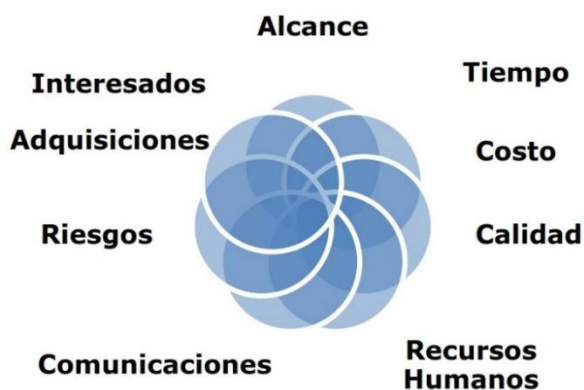 Alcance
Tiempo
Interesados
Adquisiciones
Costo
Riesgos
Calidad
Comunicaciones
Recursos
Humanos